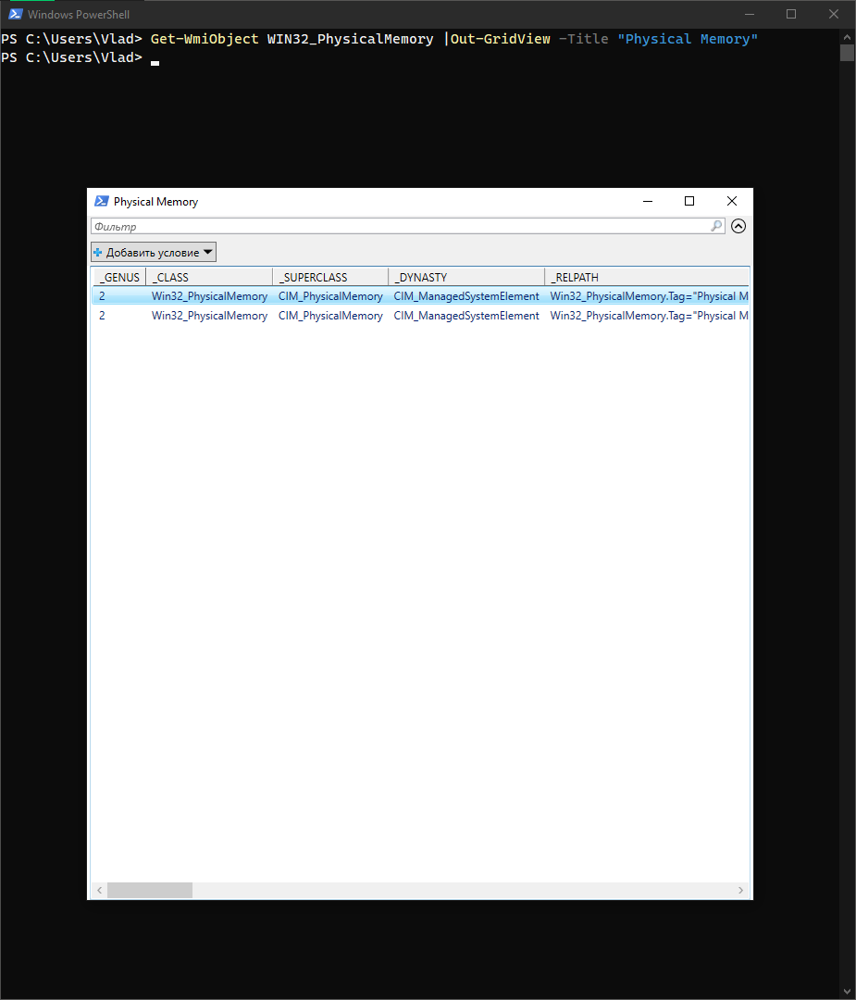 Windows PowerShell
PS C:\Users\Vlad> Get-WmiObject WIN32_PhysicalMemory |Out-GridView -Title "Physical Memory"
PS C:\Users\Vlad>
Physical Memory
Фильтр
Добавить условие
_GENUS _CLASS _SUPERCLASS _DYNASTY _RELPATH
2 Win32_PhysicalMemory CIM_PhysicalMemory CIM_ManagedSystemElement Win32_PhysicalMemory.Tag="Physical M
2 Win32_PhysicalMemory CIM_PhysicalMemory CIM_ManagedSystemElement Win32_PhysicalMemory.Tag="Physical M